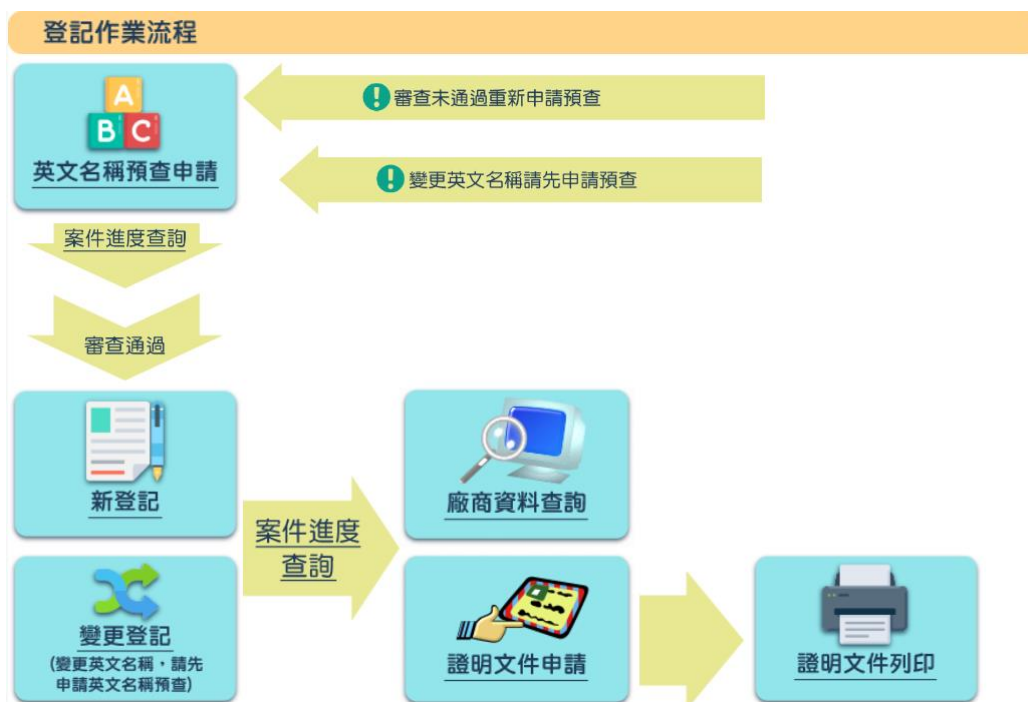 登記作業流程
A
B C
英文名稱預查申請
! 審查未通過重新申請預查
! 變更英文名稱請先申請預查
案件進度查詢
審查通過
新登記
案件進度
查詢
廠商資料查詢
變更登記
(變更英文名稱，請先
申請英文名稱預查)
證明文件申請
證明文件列印